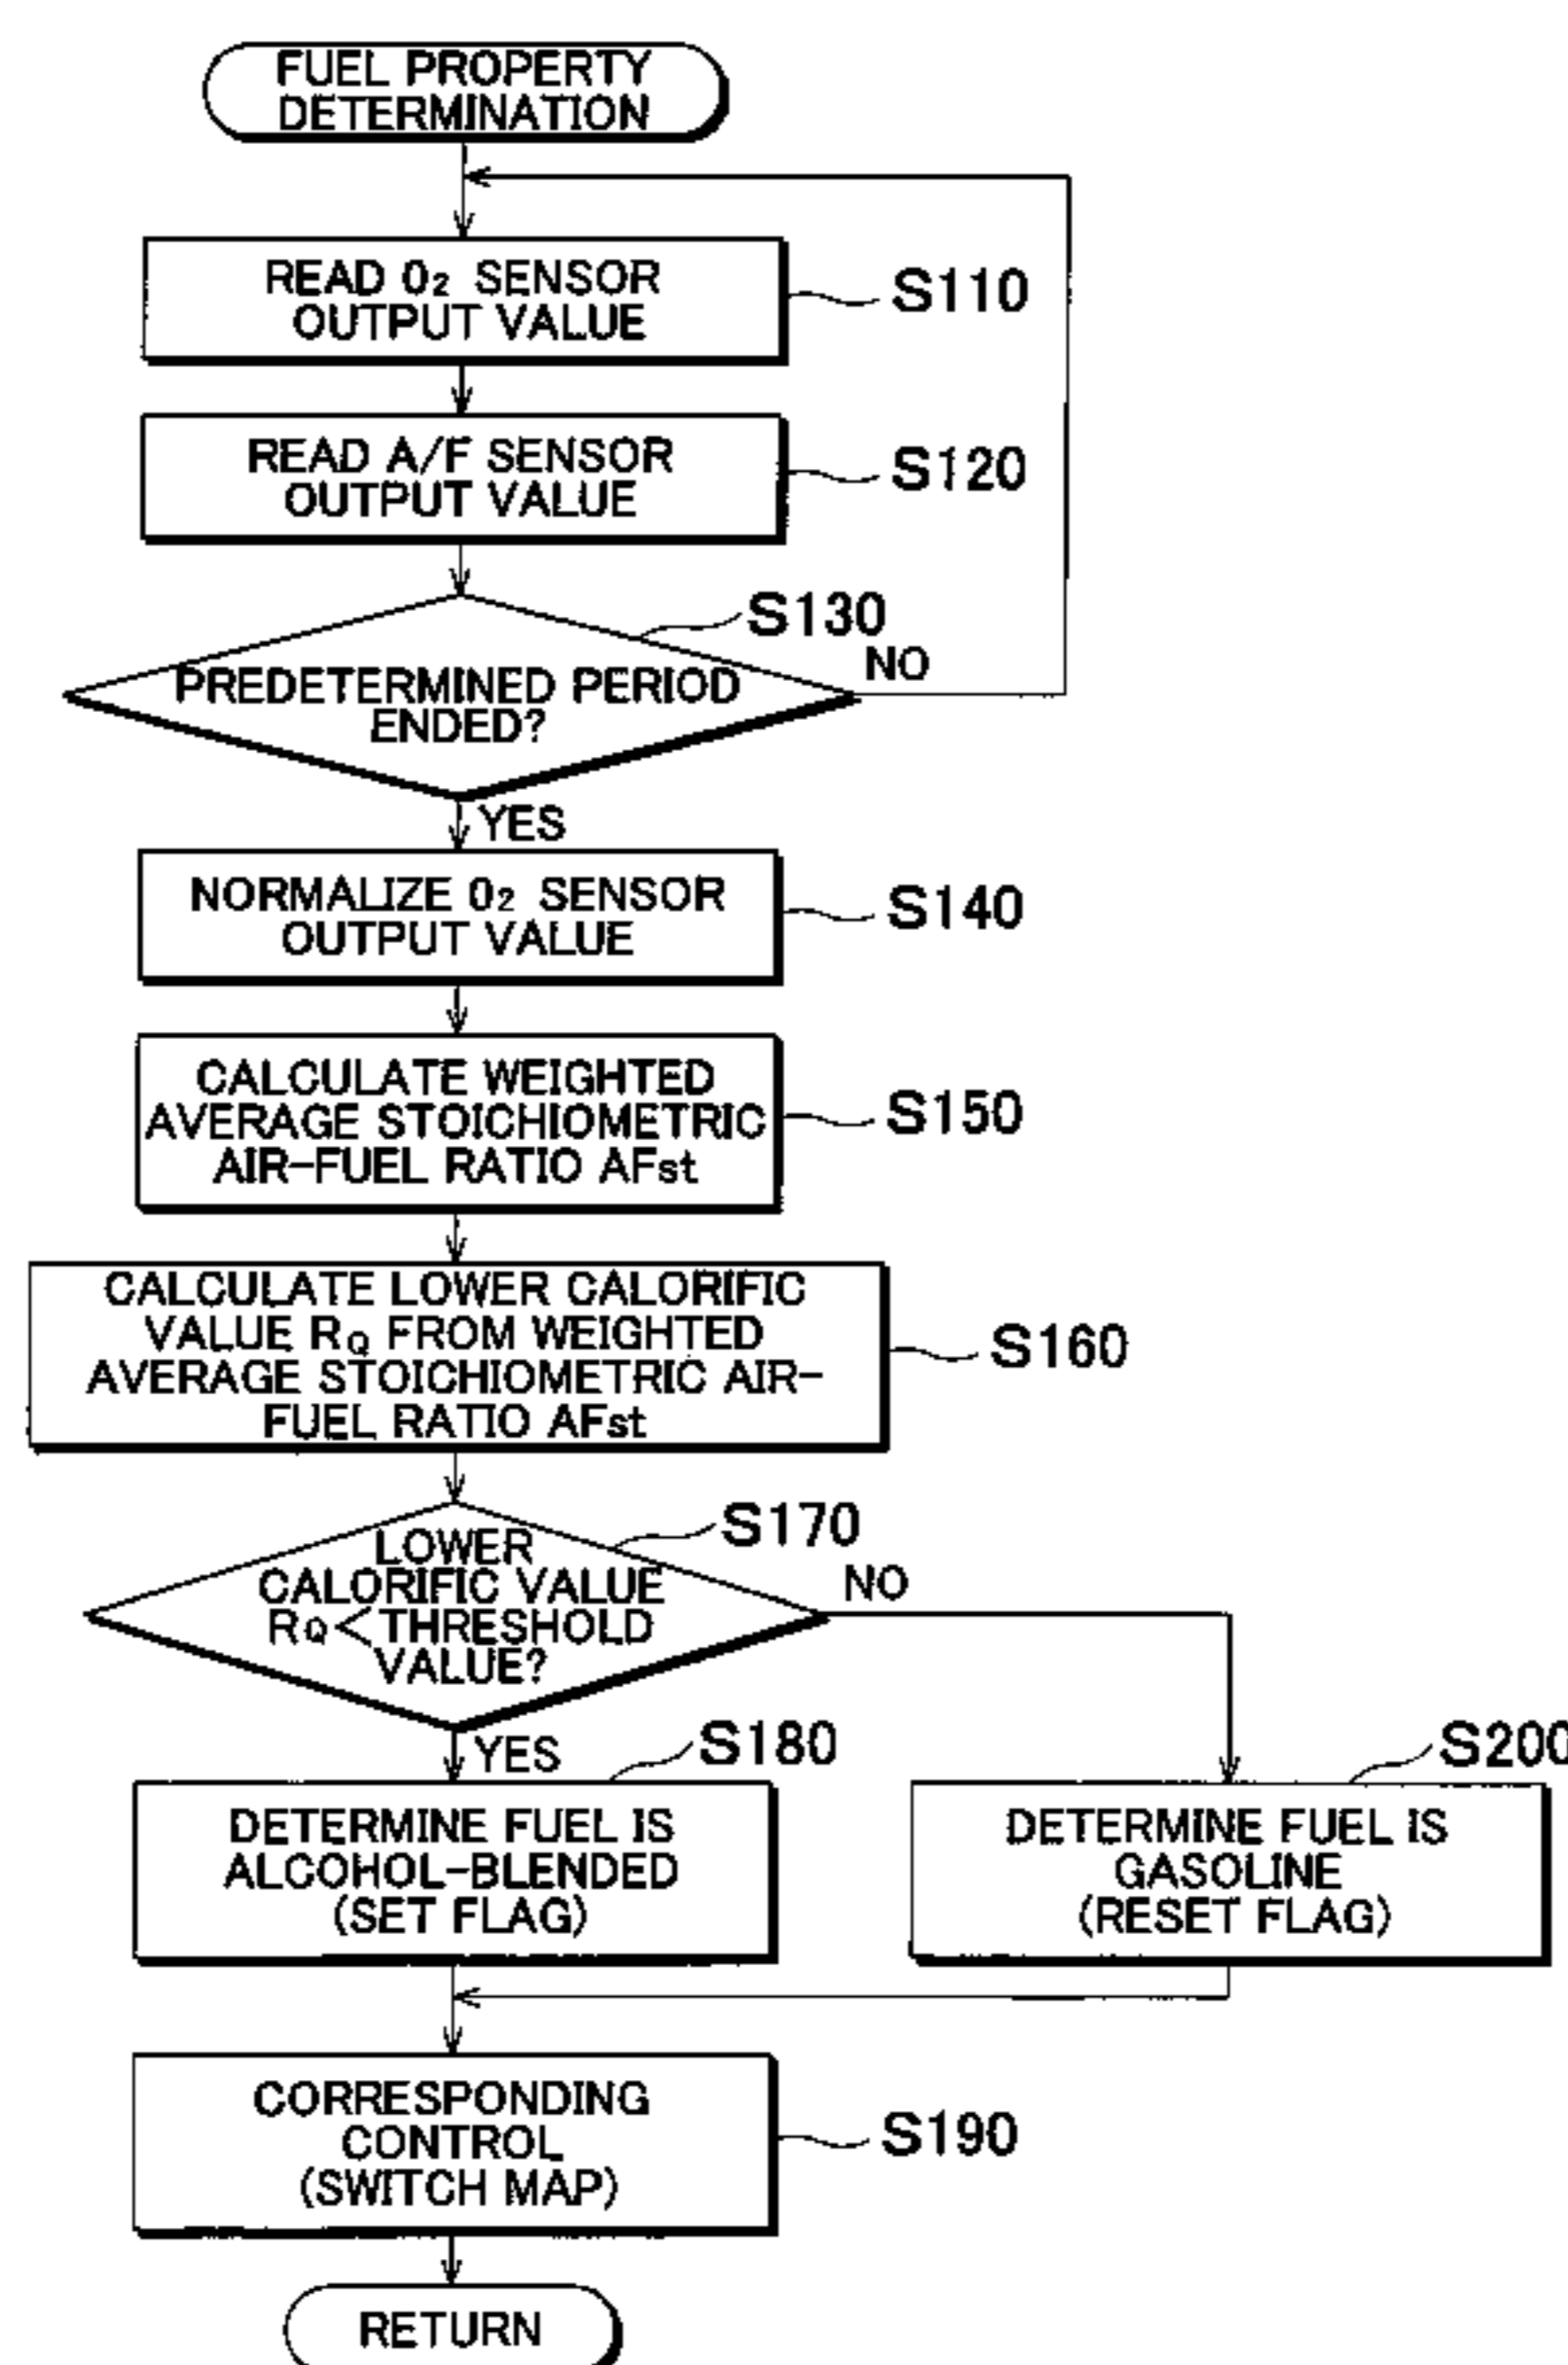 FUEL PROPERTY
DETERMINATION
READ O₂ SENSOR
OUTPUT VALUE
S110
READ A/F SENSOR
OUTPUT VALUE
S120
S130
PREDETERMINED PERIOD
ENDED?
NO
YES
NORMALIZE O₂ SENSOR
OUTPUT VALUE
S140
CALCULATE WEIGHTED
AVERAGE STOICHIOMETRIC
AIR-FUEL RATIO AFst
S150
CALCULATE LOWER CALORIFIC
VALUE RQ FROM WEIGHTED
AVERAGE STOICHIOMETRIC AIR-
FUEL RATIO AFst
S160
S170
LOWER
CALORIFIC VALUE
RQ<THRESHOLD
VALUE?
NO
YES
S180
DETERMINE FUEL IS
ALCOHOL-BLENDED
(SET FLAG)
S200
DETERMINE FUEL IS
GASOLINE
(RESET FLAG)
CORRESPONDING
CONTROL
(SWITCH MAP)
S190
RETURN